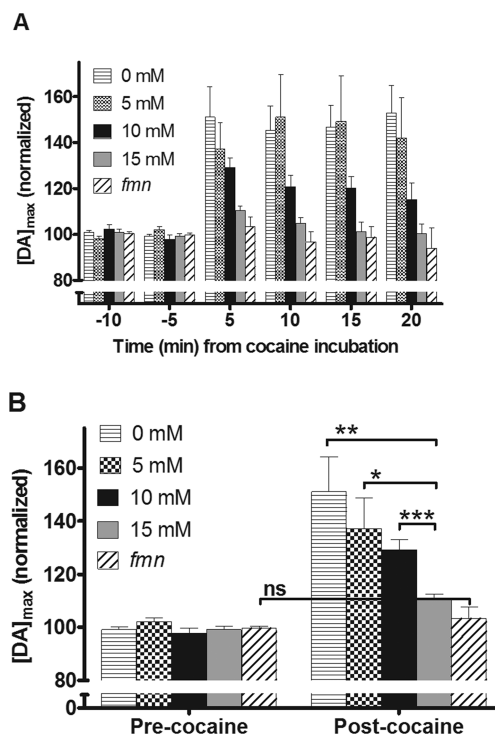 A
0 mM
5 mM
10 mM
15 mM
fmn
[DA]max (normalized)
160
140
120
100
80
-10
-5
5
10
15
20
Time (min) from cocaine incubation
B
0 mM
5 mM
10 mM
15 mM
fmn
**
*
***
ns
[DA]max (normalized)
160
140
120
100
80
0
Pre-cocaine
Post-cocaine